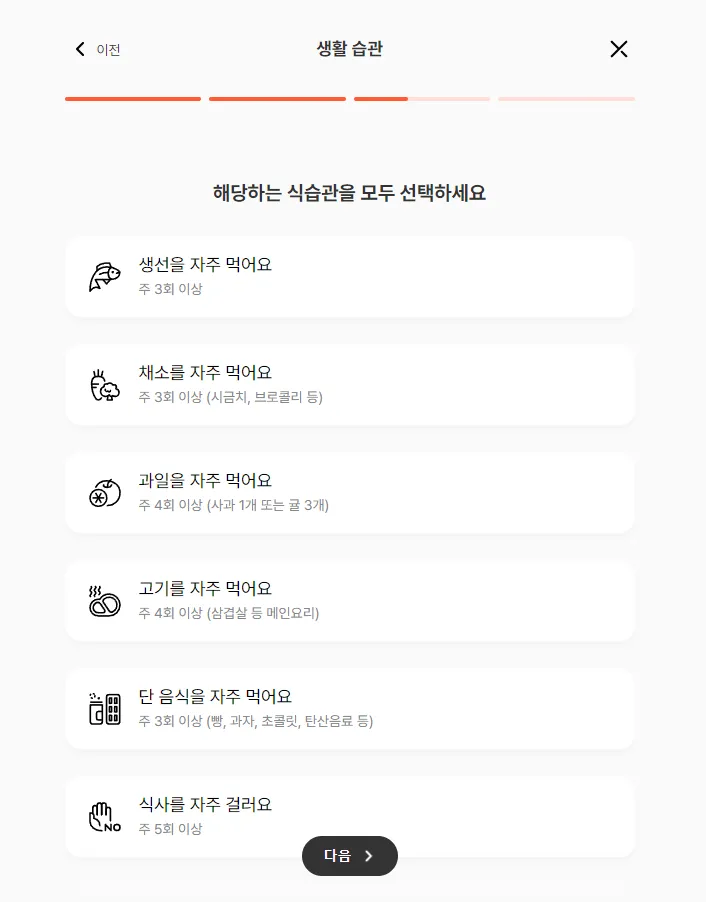 이전
생활 습관
해당하는 식습관을 모두 선택하세요
생선을 자주 먹어요
주 3회 이상
채소를 자주 먹어요
주 3회 이상 (시금치, 브로콜리 등)
과일을 자주 먹어요
주 4회 이상 (사과 1개 또는 귤 3개)
고기를 자주 먹어요
주 4회 이상 (삼겹살 등 메인요리)
단 음식을 자주 먹어요
주 3회 이상 (빵, 과자, 초콜릿, 탄산음료 등)
식사를 자주 걸러요
NO
주 5회 이상
다음